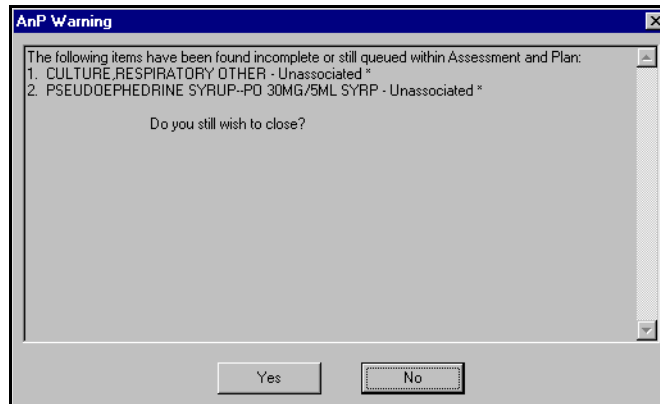 AnP Warning
The following items have been found incomplete or still queued within Assessment and Plan:
1. CULTURE,RESPIRATORY OTHER - Unassociated *
2. PSEUDOEPHEDRINE SYRUP--PO 30MG/5ML SYRP - Unassociated *
Do you still wish to close?
Yes No